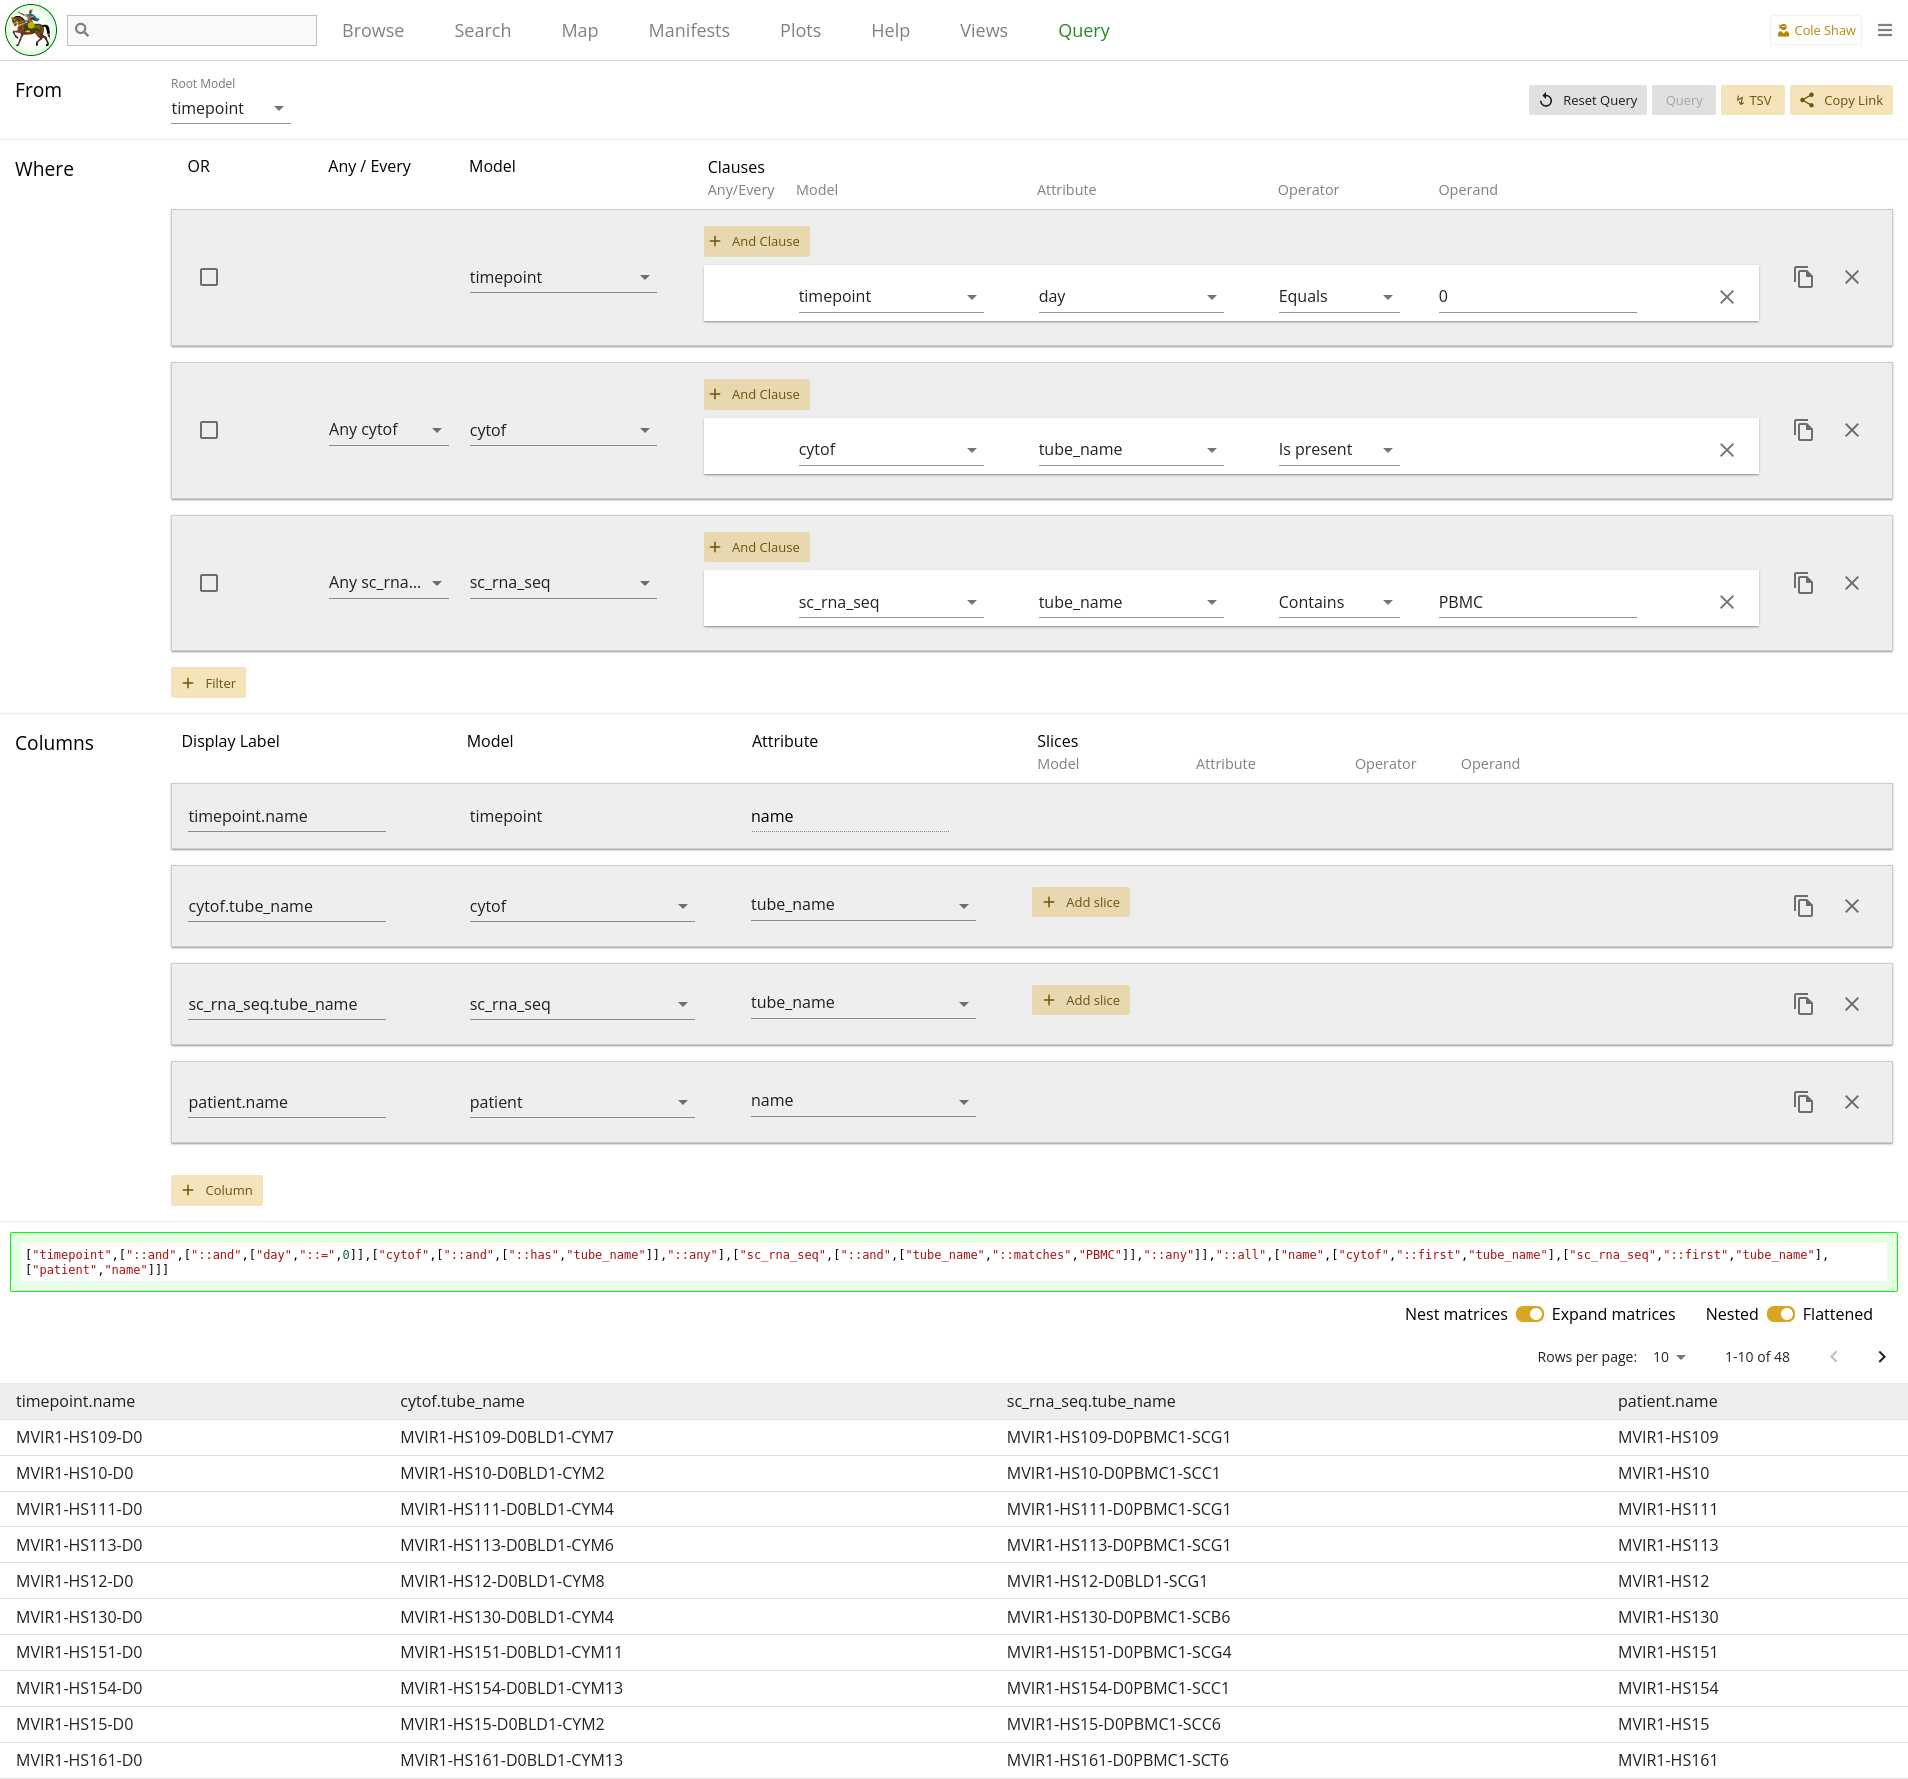 Browse Search Map Manifests Plots Help Views Query Cole Shaw
From
Root Model
timepoint
Reset Query Query ↯ TSV Copy Link
Where
OR Any / Every Model Clauses
Any/Every Model Attribute Operator Operand
+ And Clause
timepoint
timepoint day Equals 0
+ And Clause
Any cytof cytof
cytof tube_name Is present
+ And Clause
Any sc_rna... sc_rna_seq
sc_rna_seq tube_name Contains PBMC
+ Filter
Columns
Display Label Model Attribute Slices
Model Attribute Operator Operand
timepoint.name timepoint name
cytof.tube_name cytof tube_name + Add slice
sc_rna_seq.tube_name sc_rna_seq tube_name + Add slice
patient.name patient name
+ Column
["timepoint",["::and",["::and",["day","::=",0]],["cytof",["::and",["::has","tube_name"]],"::any"],["sc_rna_seq",["::and",["tube_name","::matches","PBMC"]],"::any"]],"::all",["name",["cytof","::first","tube_name"],["sc_rna_seq","::first","tube_name"],
["patient","name"]]]
Nest matrices Expand matrices Nested Flattened
Rows per page: 10 1-10 of 48
timepoint.name cytof.tube_name sc_rna_seq.tube_name patient.name
MVIR1-HS109-D0 MVIR1-HS109-D0BLD1-CYM7 MVIR1-HS109-D0PBMC1-SCG1 MVIR1-HS109
MVIR1-HS10-D0 MVIR1-HS10-D0BLD1-CYM2 MVIR1-HS10-D0PBMC1-SCC1 MVIR1-HS10
MVIR1-HS111-D0 MVIR1-HS111-D0BLD1-CYM4 MVIR1-HS111-D0PBMC1-SCG1 MVIR1-HS111
MVIR1-HS113-D0 MVIR1-HS113-D0BLD1-CYM6 MVIR1-HS113-D0PBMC1-SCG1 MVIR1-HS113
MVIR1-HS12-D0 MVIR1-HS12-D0BLD1-CYM8 MVIR1-HS12-D0BLD1-SCG1 MVIR1-HS12
MVIR1-HS130-D0 MVIR1-HS130-D0BLD1-CYM4 MVIR1-HS130-D0PBMC1-SCB6 MVIR1-HS130
MVIR1-HS151-D0 MVIR1-HS151-D0BLD1-CYM11 MVIR1-HS151-D0PBMC1-SCG4 MVIR1-HS151
MVIR1-HS154-D0 MVIR1-HS154-D0BLD1-CYM13 MVIR1-HS154-D0PBMC1-SCC1 MVIR1-HS154
MVIR1-HS15-D0 MVIR1-HS15-D0BLD1-CYM2 MVIR1-HS15-D0PBMC1-SCC6 MVIR1-HS15
MVIR1-HS161-D0 MVIR1-HS161-D0BLD1-CYM13 MVIR1-HS161-D0PBMC1-SCT6 MVIR1-HS161